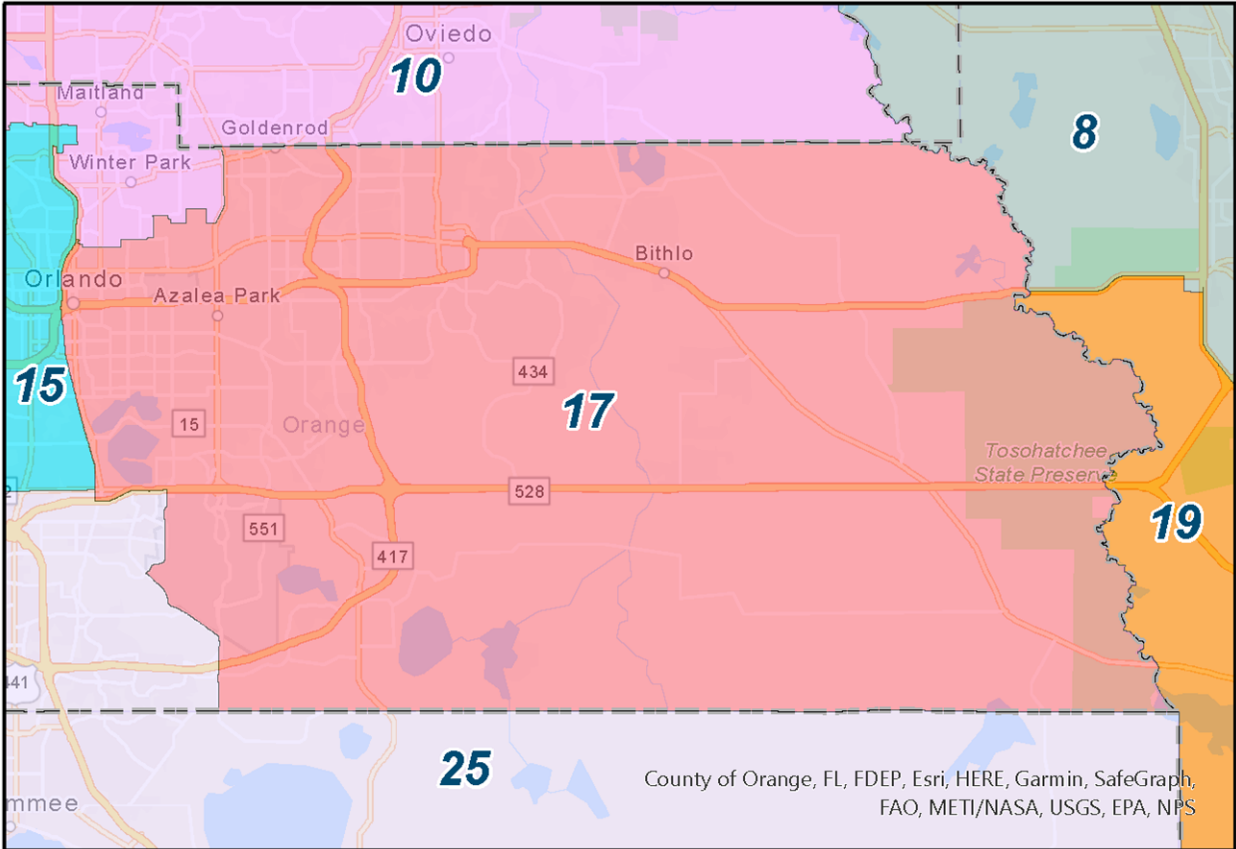 Oviedo
10
Maitland
Goldenrod
8
Winter Park
Bithlo
Orlando
Azalea Park
434
15
17
15
Orange
Tosohatchee
State Preserve
528
19
551
417
441
25
County of Orange, FL, FDEP, Esri, HERE, Garmin, SafeGraph,
FAO, METI/NASA, USGS, EPA, NPS
mmee